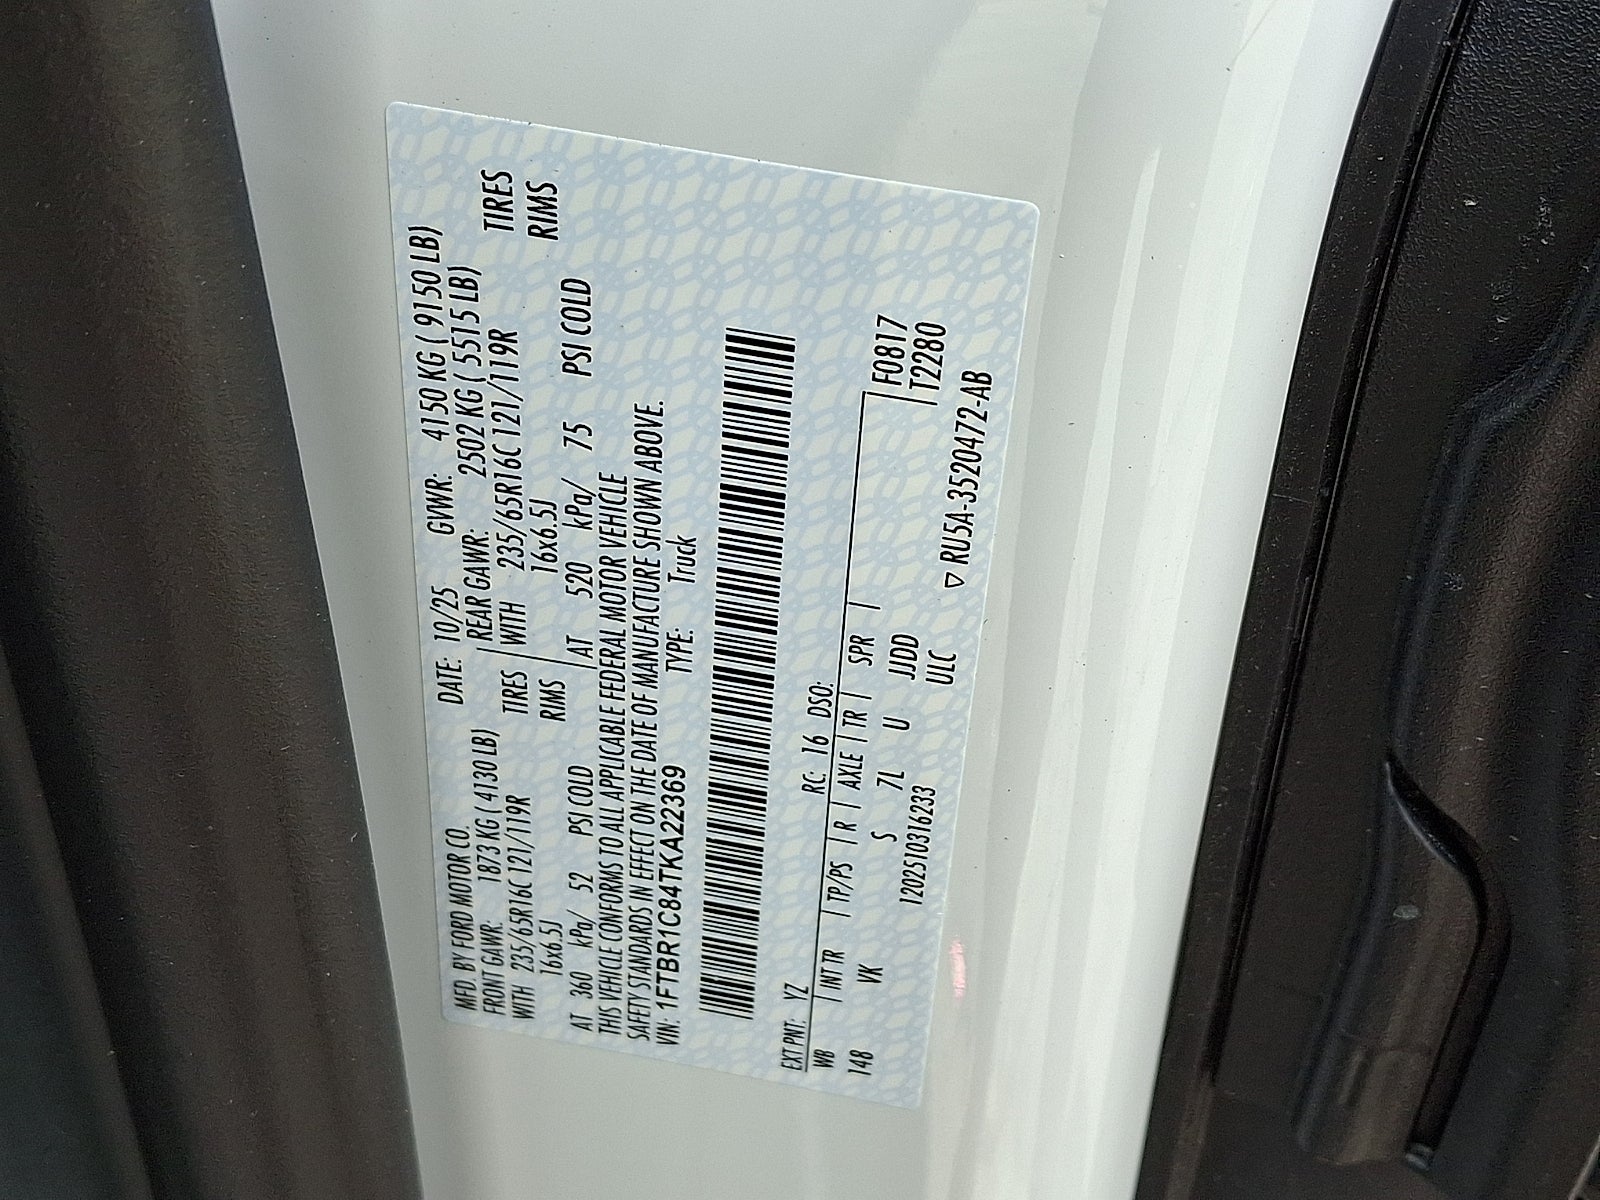 MFD. BY FORD MOTOR CO. DATE: 10/25 GVWR: 4150 KG ( 9150 LB)
FRONT GAWR: 1873 KG ( 4130 LB) REAR GAWR: 2502 KG ( 5515 LB)
WITH 235/65R16C 121/119R TIRES WITH 235/65R16C 121/119R TIRES
16x6.5J RIMS 16x6.5J RIMS
AT 360 kPa/ 52 PSI COLD AT 520 kPa/ 75 PSI COLD
THIS VEHICLE CONFORMS TO ALL APPLICABLE FEDERAL MOTOR VEHICLE
SAFETY STANDARDS IN EFFECT ON THE DATE OF MANUFACTURE SHOWN ABOVE.
VIN: 1FTBR1C84TKA22369 TYPE: Truck
EXT PNT: YZ RC: 16 DSO:
WB INT TR TP/PS R AXLE TR SPR F0817
148 VK S 7L U JJDD T2280
1202510316233 ULC ▽ RU5A-3520472-AB